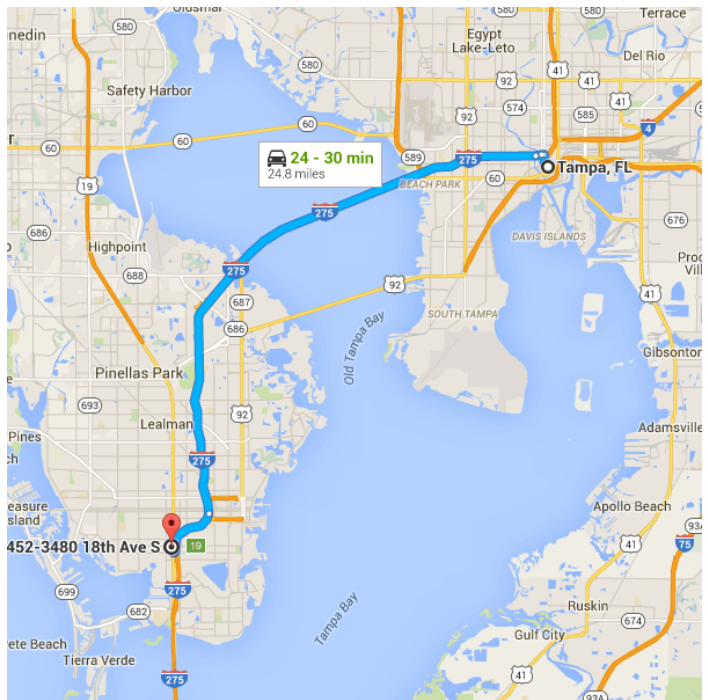 Oldsmar
580
Terrace
580
nedin
Egypt
Lake-Leto
41
Del Rio
580
92
92
Safety Harbor
574
585
41
60
4
60
60
589
24 - 30 min
24.8 miles
275
Tampa, FL
60
BEACH PARK
19
275
676
686
DAVIS ISLANDS
Highpoint
275
688
92
41
687
686
SOUTH TAMPA
Old Tampa Bay
Gibsonton
Pinellas Park
693
92
Lealman
Adamsville
Pines
275
Apollo Beach
452-3480 18th Ave S
19
93A
41
75
275
699
Tampa Bay
682
Ruskin
Gulf City
674
Pete Beach
Tierra Verde
275
41
93A